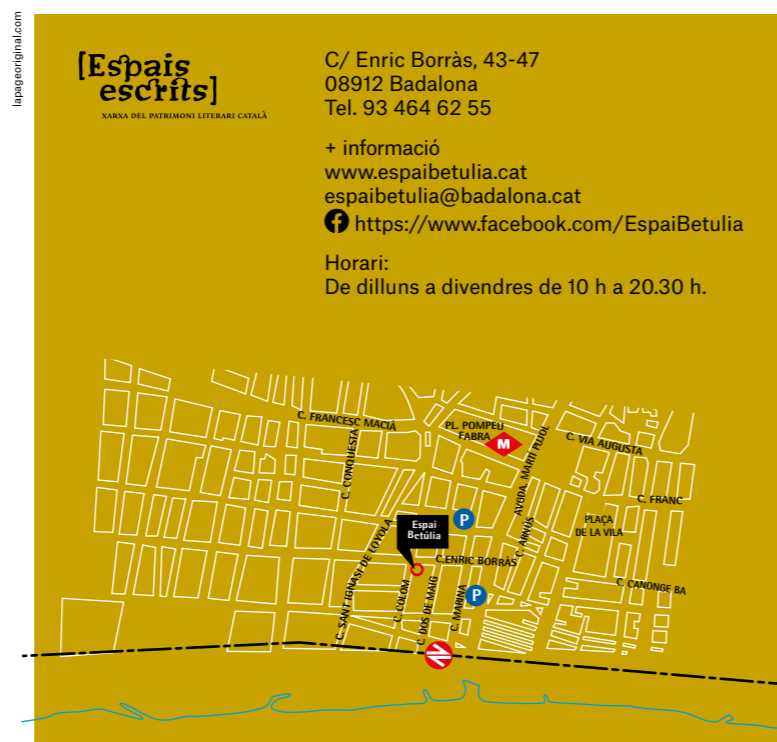 lapageoriginal.com
[Espais
escrits]
XARXA DEL PATRIMONI LITERARI CATALÀ
C/ Enric Borràs, 43-47
08912 Badalona
Tel. 93 464 62 55
+ informació
www.espaibetulia.cat
espaibetulia@badalona.cat
https://www.facebook.com/EspaiBetulia
Horari:
De dilluns a divendres de 10 h a 20.30 h.
C. FRANCESC MACIÀ
C. CONQUESTA
PL. POMPEU
FABRA
M
AVGDA. MARTÍ PUJOL
C. VIA AUGUSTA
C. FRANC
P
Espai
Betúlia
C. ARNÚS
PLAÇA
DE LA VILA
C. SANT IGNASI DE LOYOLA
C.ENRIC BORRÀS
C. COLOM
C. DOS DE MAIG
C. MARINA
P
C. CANONGE BA